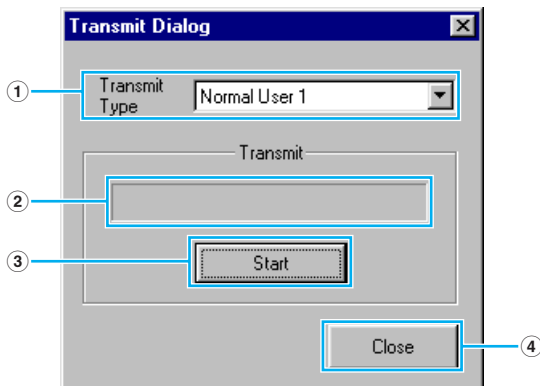 Transmit Dialog
① Transmit Type
Normal User 1
Transmit
②
③ Start
Close ④